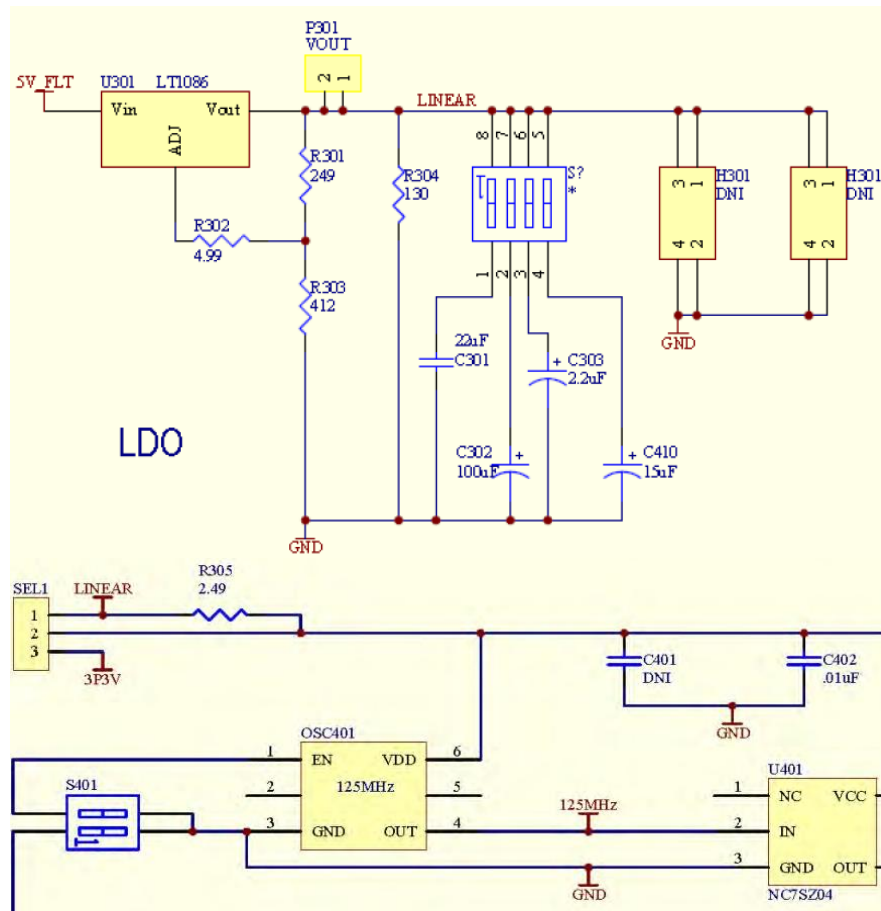 P301
VOUT
2 1
5V_FLT
U301 LT1086
Vin Vout
ADJ
LINEAR
R301
249
R302
4.99
R303
412
R304
130
8 7 6 5
S?
*
1 2 3 4
H301
DNI
3 1
4 2
H301
DNI
3 1
4 2
GND
22uF
C301
+ C303
2.2uF
C302 +
100uF
+ C410
15uF
GND
LDO
SEL1
1
2
3
LINEAR
3P3V
R305
2.49
C401
DNI
C402
.01uF
GND
OSC401
1 EN VDD 6
2 125MHz 5
3 GND OUT 4
S401
125MHz
GND
U401
1 NC VCC
2 IN
3 GND OUT
NC7SZ04